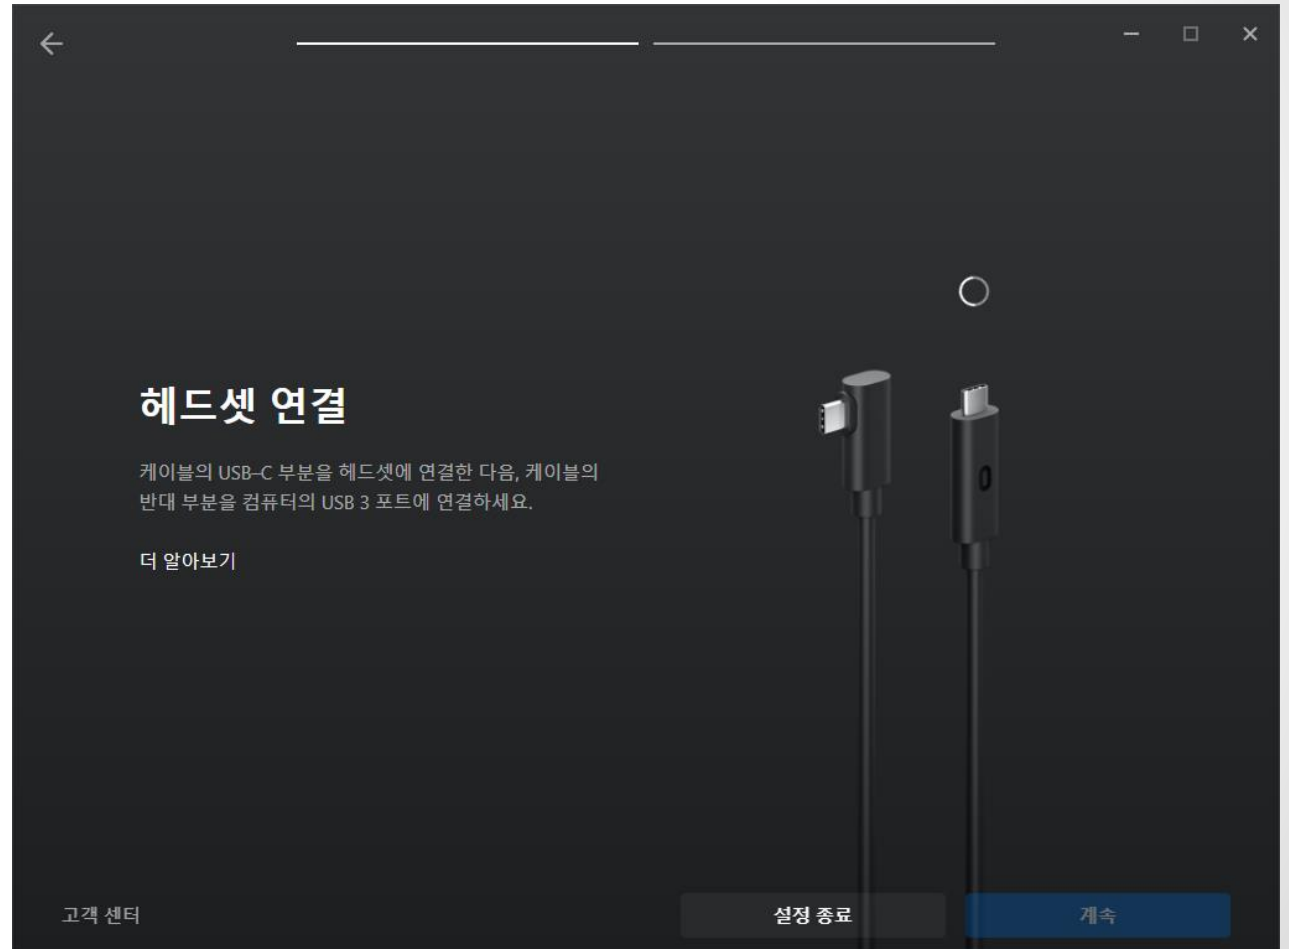 헤드셋 연결
케이블의 USB-C 부분을 헤드셋에 연결한 다음, 케이블의
반대 부분을 컴퓨터의 USB 3 포트에 연결하세요.
더 알아보기
고객 센터
설정 종료
계속